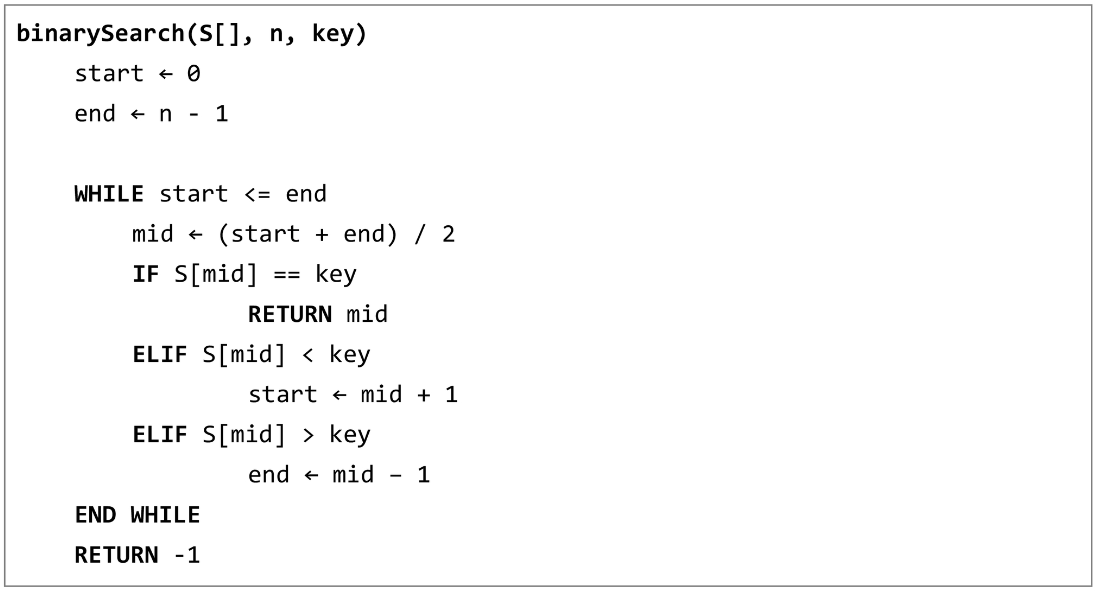 binarySearch(S[], n, key)
start ← 0
end ← n - 1
WHILE start <= end
mid ← (start + end) / 2
IF S[mid] == key
RETURN mid
ELIF S[mid] < key
start ← mid + 1
ELIF S[mid] > key
end ← mid – 1
END WHILE
RETURN -1